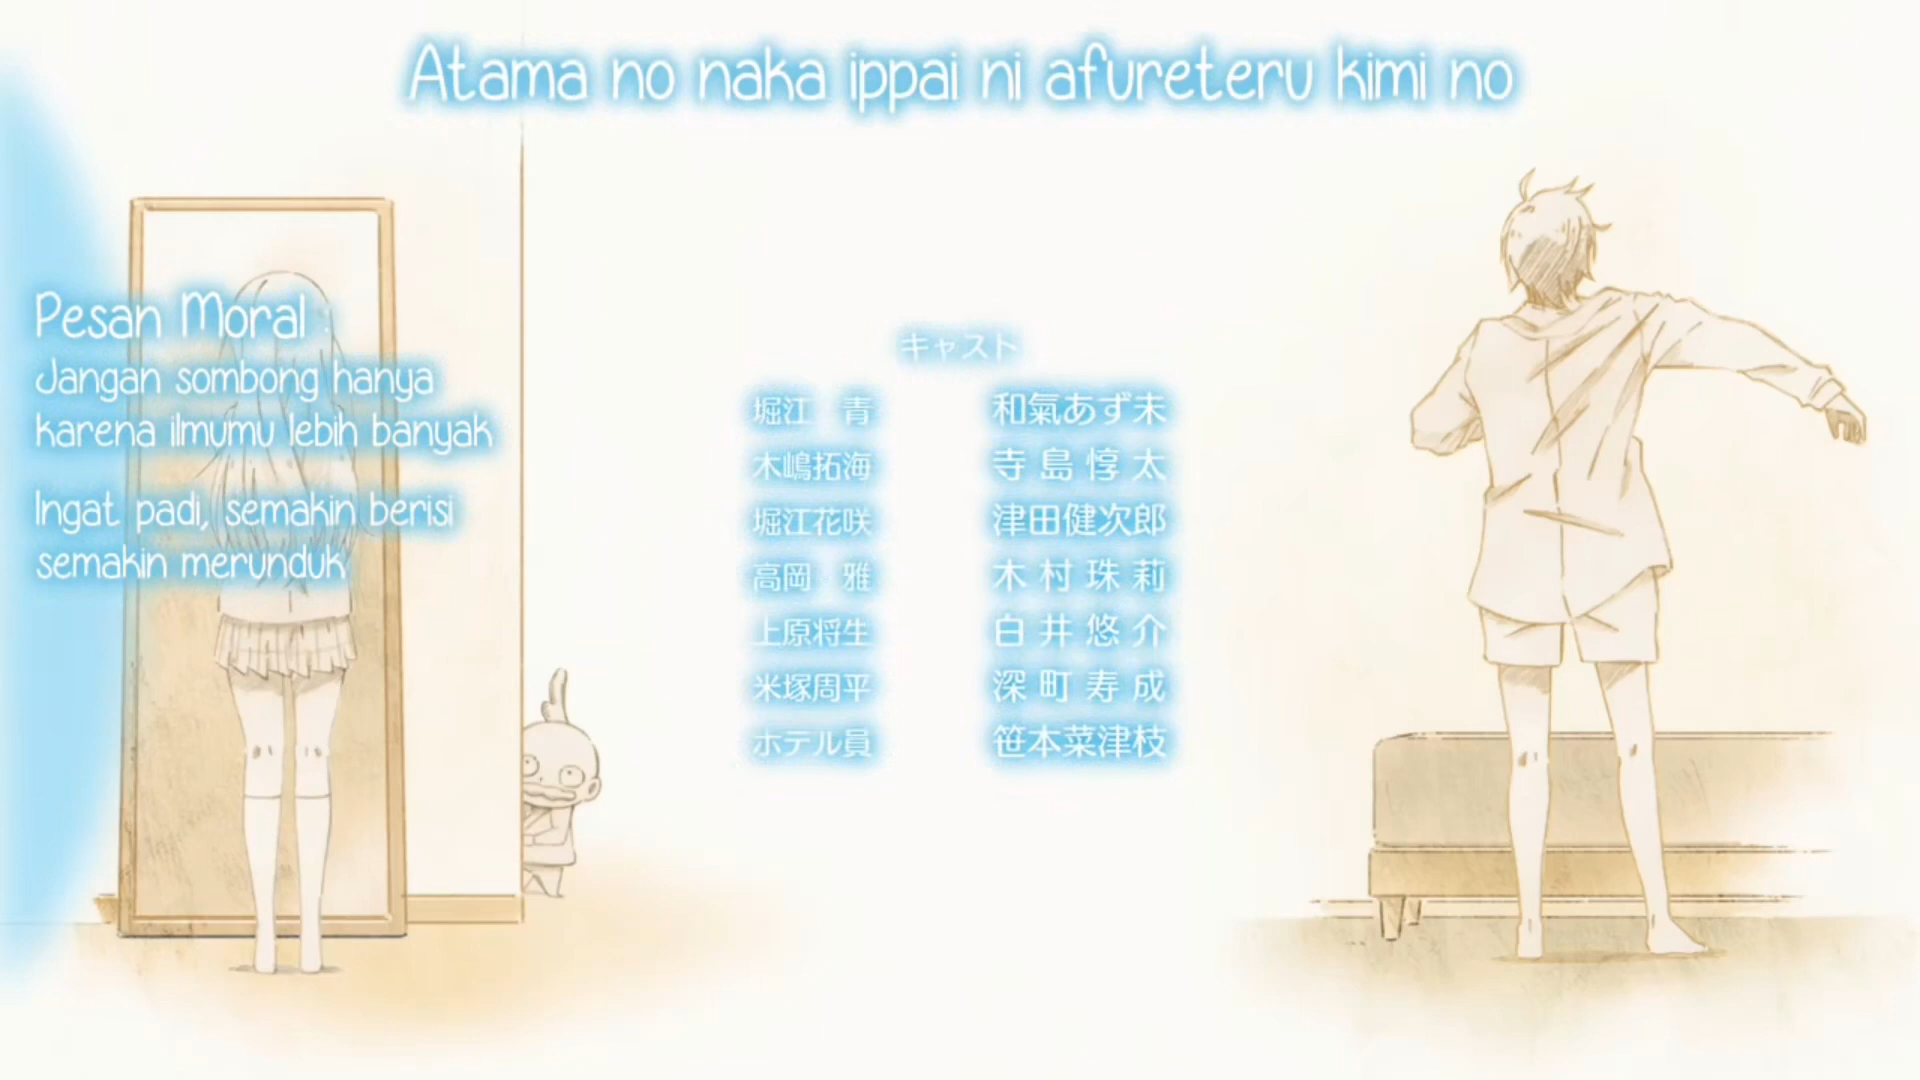 Atama no naka ippai ni afureteru kimi no
Pesan Moral :
Jangan sombong hanya
karena ilmumu lebih banyak
Ingat padi, semakin berisi
semakin merunduk
キャスト
堀江　青　和氣あず未
木嶋拓海　寺島惇太
堀江花咲　津田健次郎
高岡　雅　木村珠莉
上原将生　白井悠介
米塚周平　深町寿成
ホテル員　笹本菜津枝